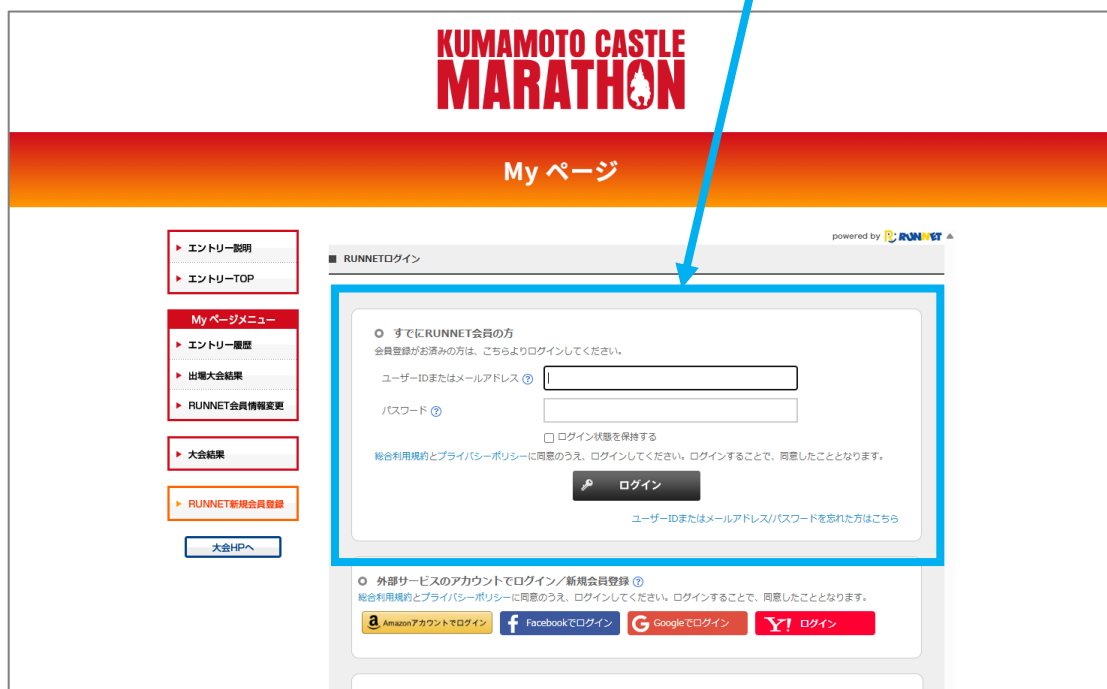 KUMAMOTO CASTLE
MARATHON
My ページ
powered by RUNNET
エントリー説明
エントリーTOP
My ページメニュー
エントリー履歴
出場大会結果
RUNNET会員情報変更
大会結果
RUNNET新規会員登録
大会HPへ
RUNNETログイン
すでにRUNNET会員の方
会員登録がお済みの方は、こちらよりログインしてください。
ユーザーIDまたはメールアドレス ?
パスワード ?
ログイン状態を保持する
総合利用規約とプライバシーポリシーに同意のうえ、ログインしてください。ログインすることで、同意したこととなります。
ログイン
ユーザーIDまたはメールアドレス/パスワードを忘れた方はこちら
外部サービスのアカウントでログイン／新規会員登録 ?
総合利用規約とプライバシーポリシーに同意のうえ、ログインしてください。ログインすることで、同意したこととなります。
a Amazonアカウントでログイン
f Facebookでログイン
G Googleでログイン
Y! ログイン